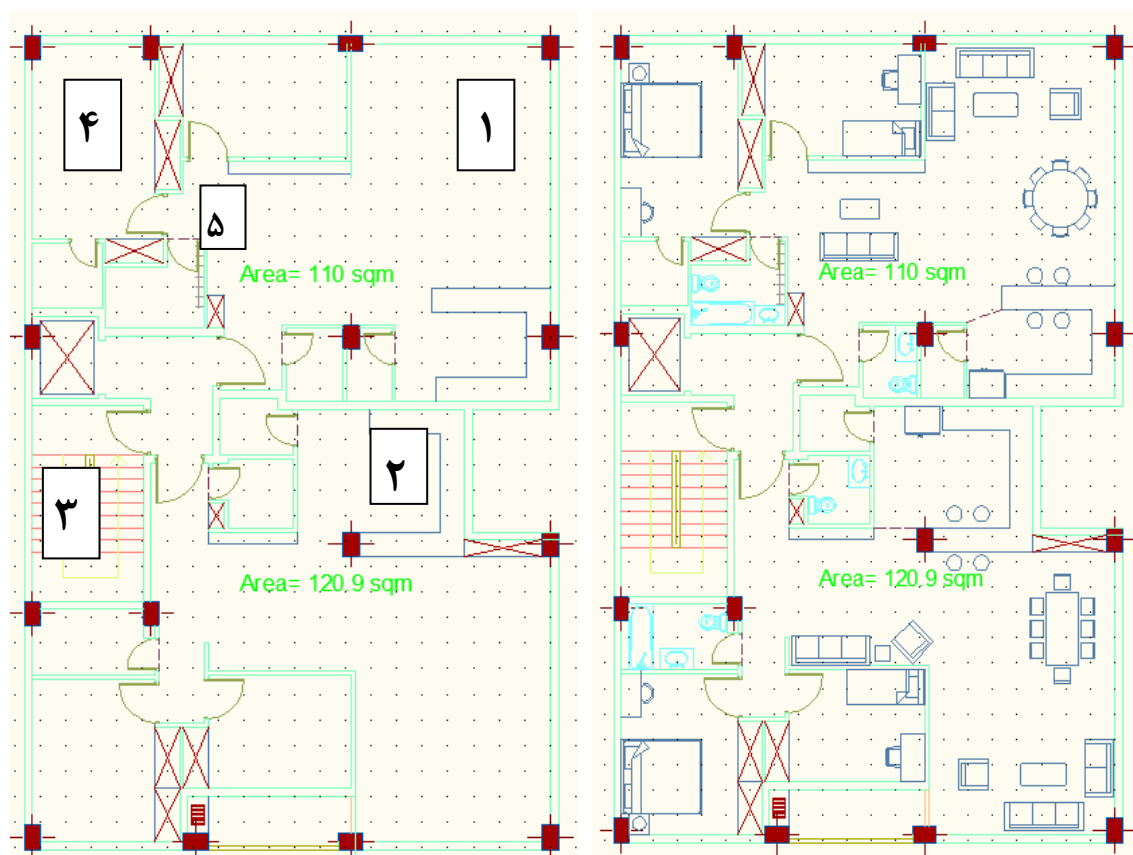 ۴
۱
۵
Area= 110 sqm
Area= 110 sqm
۲
۳
Area= 120.9 sqm
Area= 120.9 sqm